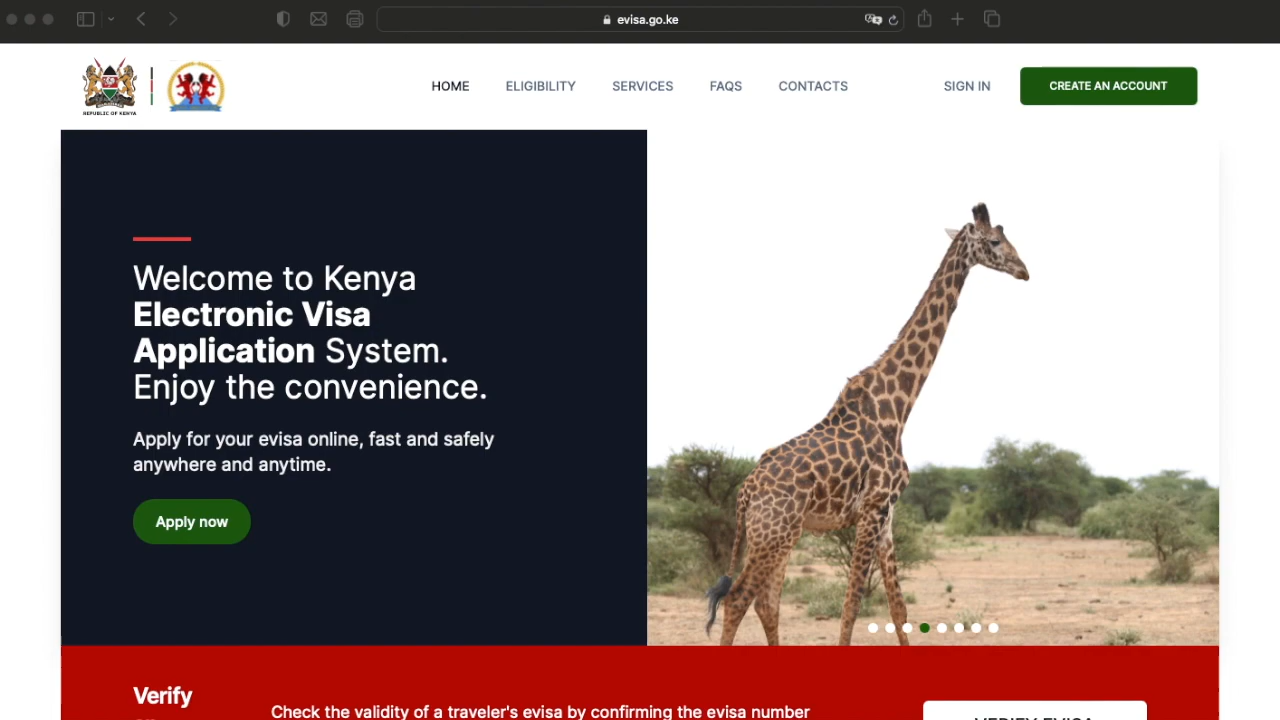 evisa.go.ke
REPUBLIC OF KENYA
HOME ELIGIBILITY SERVICES FAQS CONTACTS SIGN IN CREATE AN ACCOUNT
Welcome to Kenya
Electronic Visa
Application System.
Enjoy the convenience.
Apply for your evisa online, fast and safely
anywhere and anytime.
Apply now
Verify
Check the validity of a traveler's evisa by confirming the evisa number
VERIFY EVISA